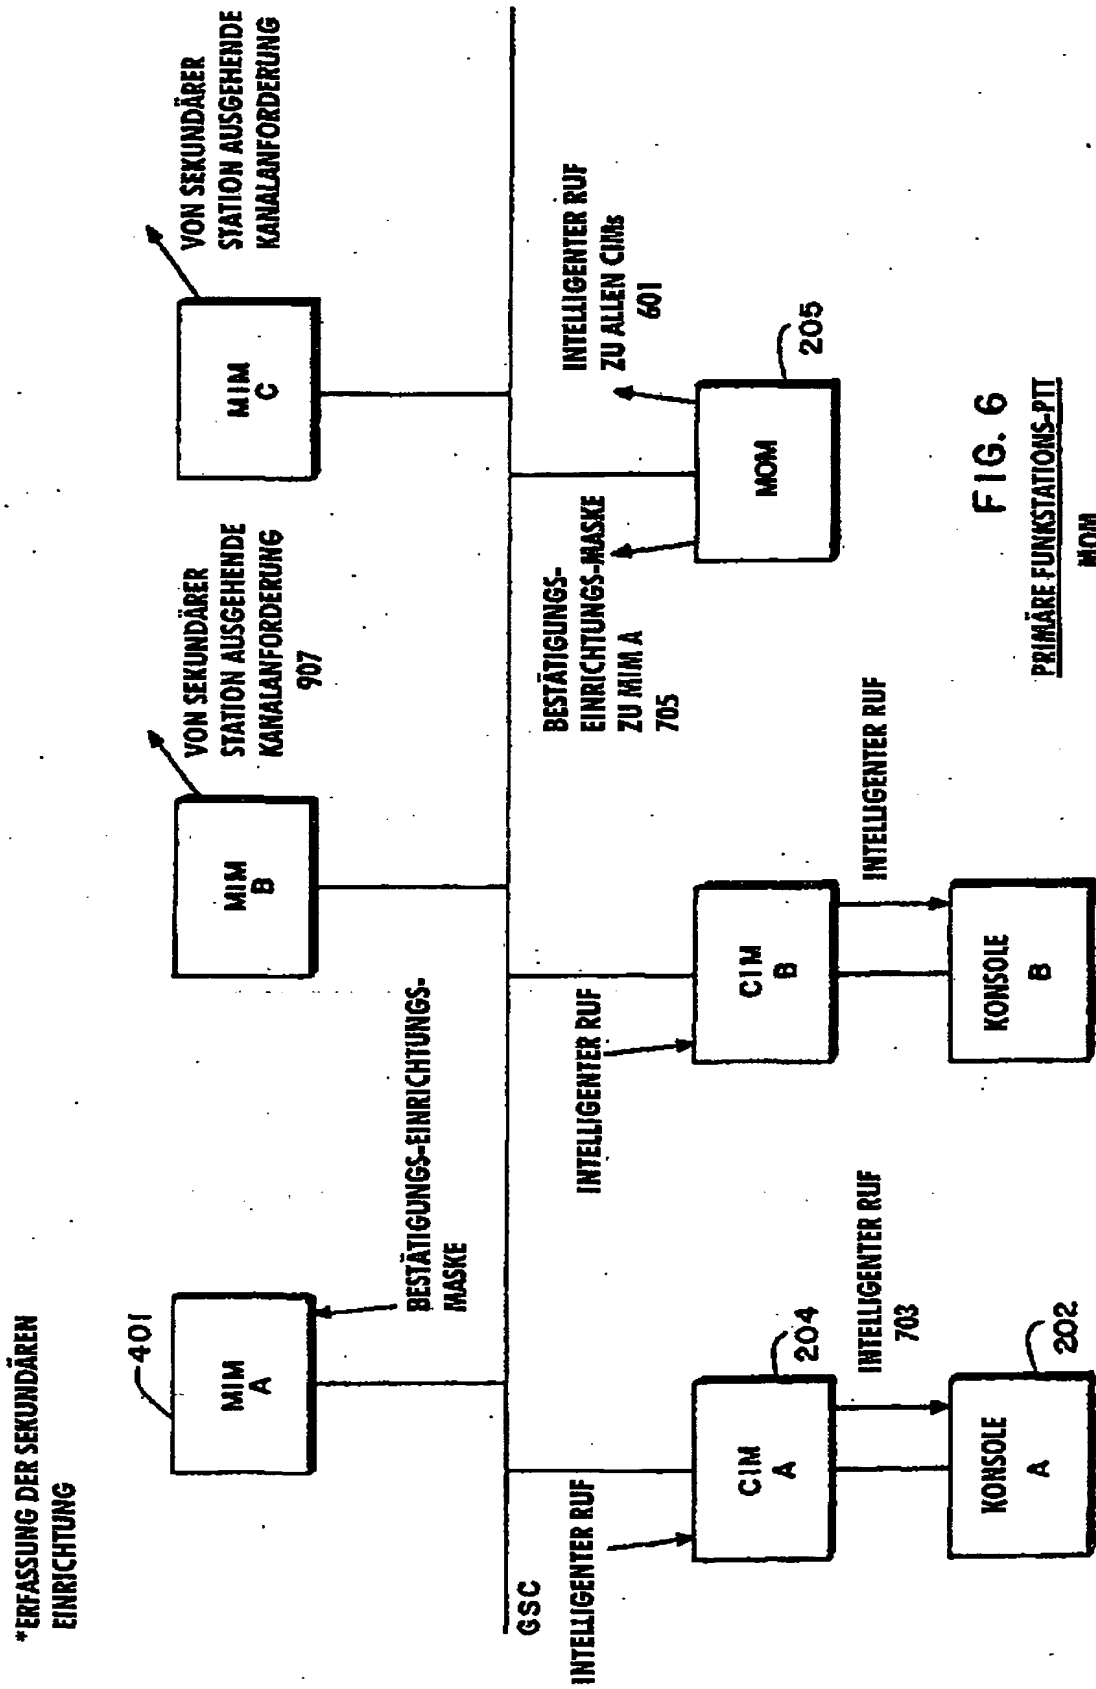 *ERFASSUNG DER SEKUNDÄREN
EINRICHTUNG
401
MIM
A
BESTÄTIGUNGS-EINRICHTUNGS-
MASKE
MIM
B
VON SEKUNDÄRER
STATION AUSGEHENDE
KANALANFORDERUNG
907
MIM
C
VON SEKUNDÄRER
STATION AUSGEHENDE
KANALANFORDERUNG
GSC
INTELLIGENTER RUF
CIM
A
204
INTELLIGENTER RUF
703
KONSOLE
A
202
INTELLIGENTER RUF
CIM
B
INTELLIGENTER RUF
KONSOLE
B
BESTÄTIGUNGS-
EINRICHTUNGS-MASKE
ZU MIM A
705
INTELLIGENTER RUF
ZU ALLEN CIMs
601
MOM
205
FIG. 6
PRIMÄRE FUNKSTATIONS-PTT
MOM